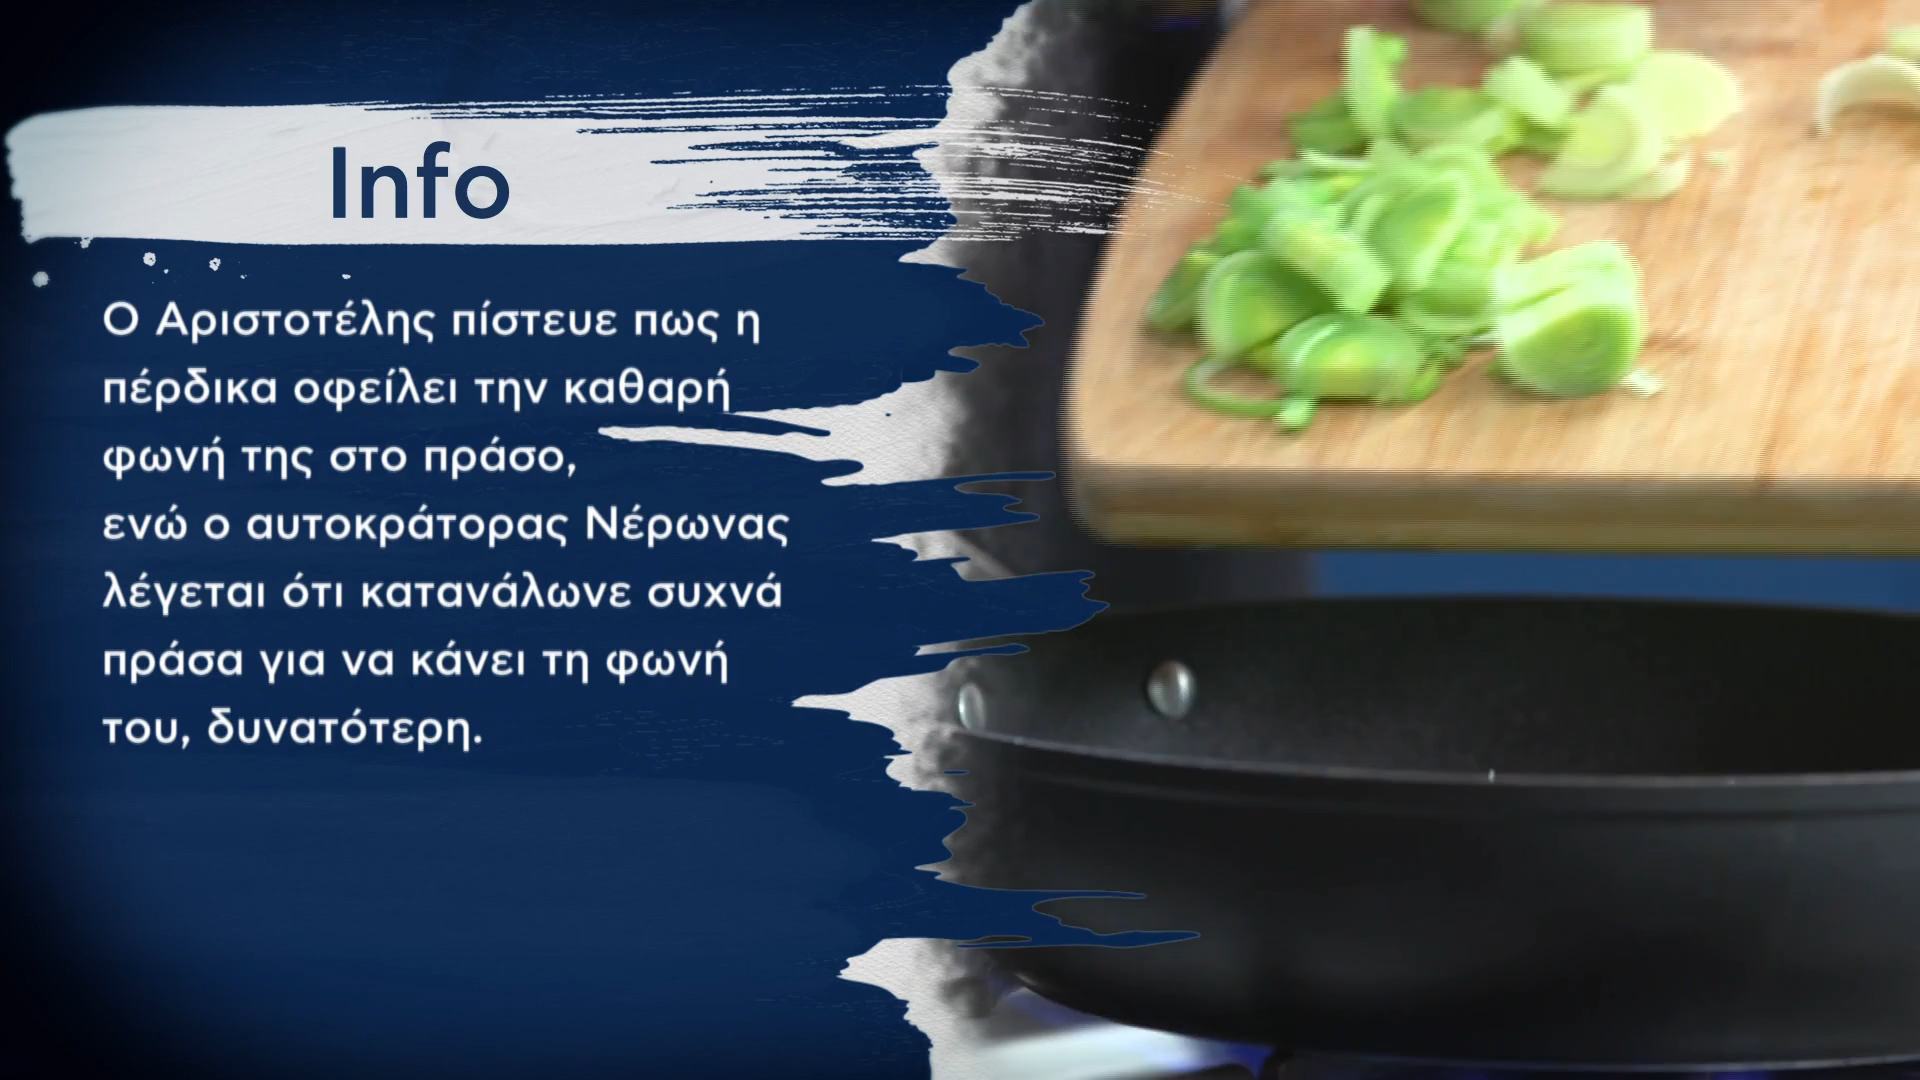 Info
Ο Αριστοτέλης πίστευε πως η
πέρδικα οφείλει την καθαρή
φωνή της στο πράσο,
ενώ ο αυτοκράτορας Νέρωνας
λέγεται ότι κατανάλωνε συχνά
πράσα για να κάνει τη φωνή
του, δυνατότερη.